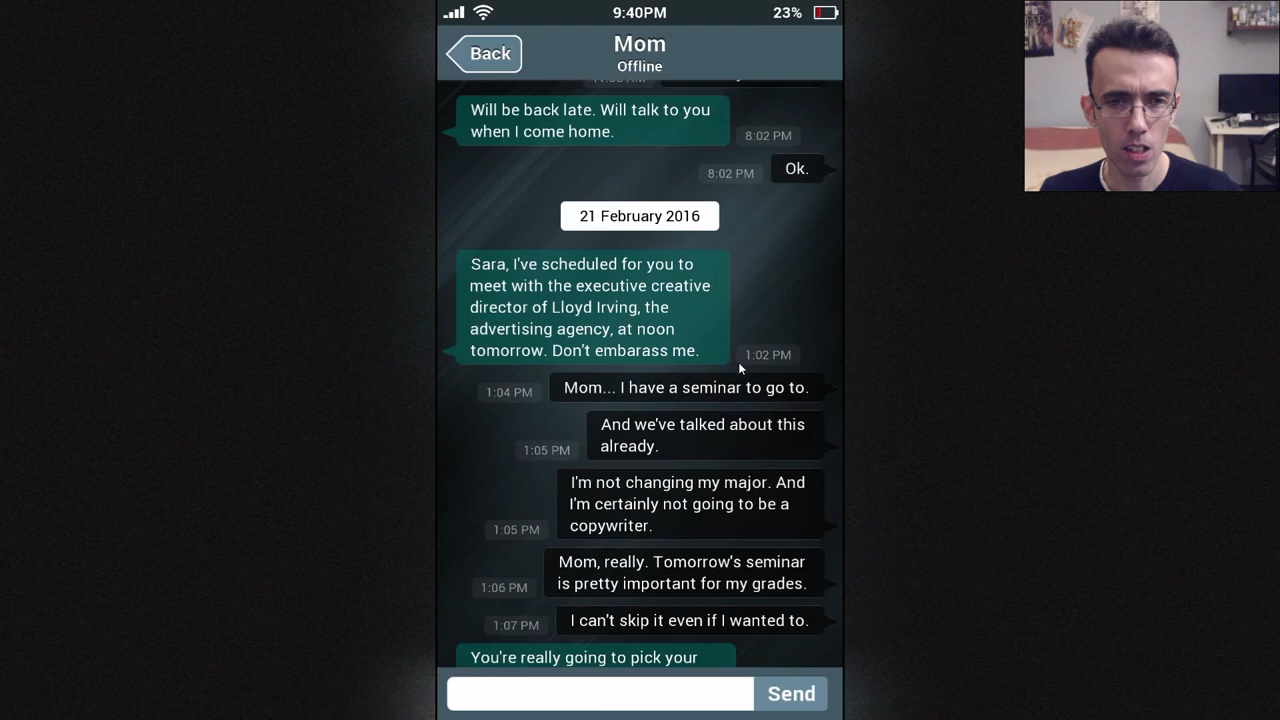 9:40PM
23%
Back
Mom
Offline
Will be back late. Will talk to you
when I come home.
8:02 PM
Ok.
8:02 PM
21 February 2016
Sara, I've scheduled for you to
meet with the executive creative
director of Lloyd Irving, the
advertising agency, at noon
tomorrow. Don't embarass me.
1:02 PM
Mom... I have a seminar to go to.
1:04 PM
And we've talked about this
already.
1:05 PM
I'm not changing my major. And
I'm certainly not going to be a
copywriter.
1:05 PM
Mom, really. Tomorrow's seminar
is pretty important for my grades.
1:06 PM
I can't skip it even if I wanted to.
1:07 PM
You're really going to pick your
Send